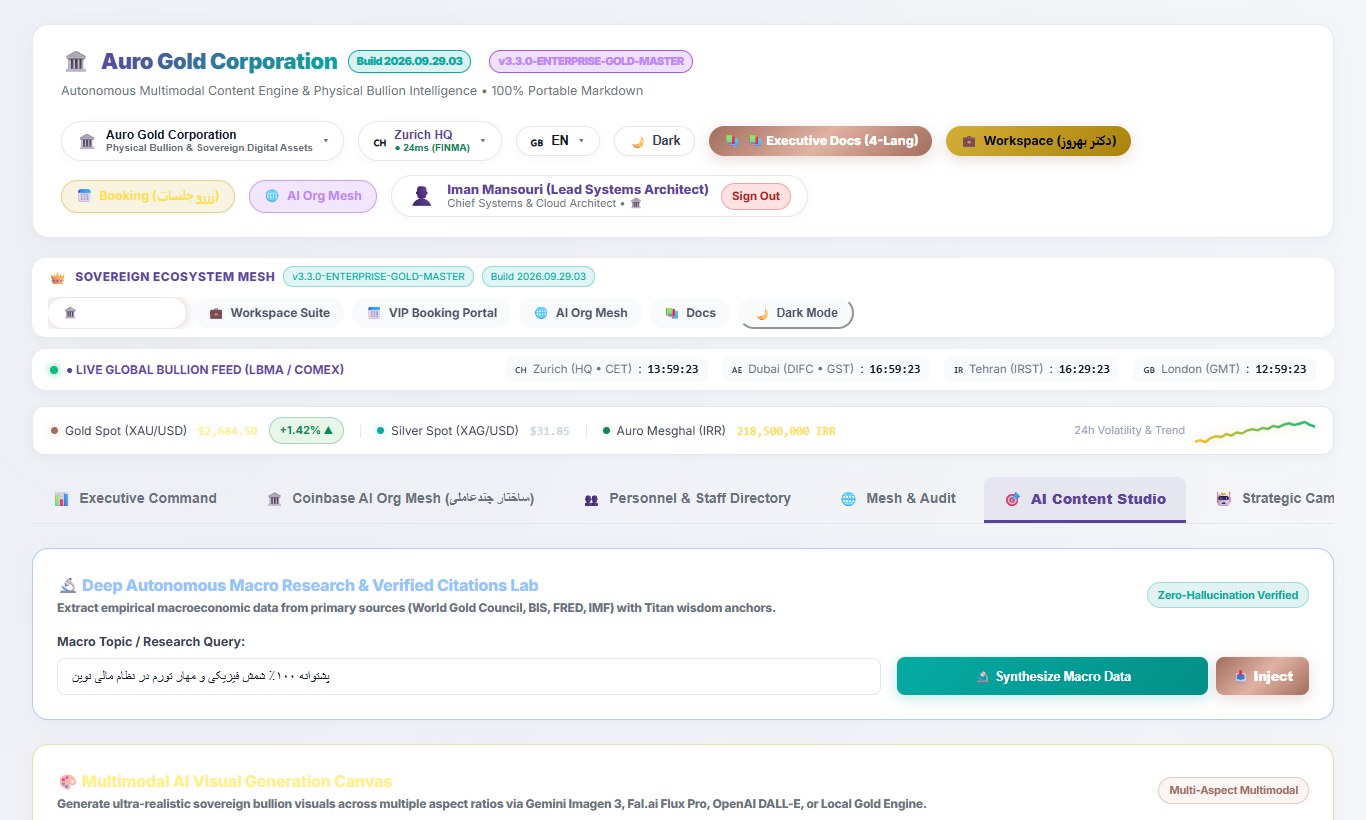 Auro Gold Corporation Build 2026.09.29.03 v3.3.0-ENTERPRISE-GOLD-MASTER
Autonomous Multimodal Content Engine & Physical Bullion Intelligence • 100% Portable Markdown
Auro Gold Corporation
Physical Bullion & Sovereign Digital Assets
CH Zurich HQ
● 24ms (FINMA)
GB EN
Dark
Executive Docs (4-Lang)
Workspace (دکتر بهروز)
Booking (رزرو جلسات)
AI Org Mesh
Iman Mansouri (Lead Systems Architect)
Chief Systems & Cloud Architect •
Sign Out
SOVEREIGN ECOSYSTEM MESH v3.3.0-ENTERPRISE-GOLD-MASTER Build 2026.09.29.03
Workspace Suite VIP Booking Portal AI Org Mesh Docs Dark Mode
● LIVE GLOBAL BULLION FEED (LBMA / COMEX) CH Zurich (HQ • CET) : 13:59:23 AE Dubai (DIFC • GST) : 16:59:23 IR Tehran (IRST) : 16:29:23 GB London (GMT) : 12:59:23
Gold Spot (XAU/USD) $2,684.50 +1.42% ▲ Silver Spot (XAG/USD) $31.85 Auro Mesghal (IRR) 218,500,000 IRR 24h Volatility & Trend
Executive Command Coinbase AI Org Mesh (ساختار چندعاملی) Personnel & Staff Directory Mesh & Audit AI Content Studio Strategic Cam
Deep Autonomous Macro Research & Verified Citations Lab
Extract empirical macroeconomic data from primary sources (World Gold Council, BIS, FRED, IMF) with Titan wisdom anchors.
Zero-Hallucination Verified
Macro Topic / Research Query:
پشتوانه ۱۰۰٪ شمش فیزیکی و مهار تورم در نظام مالی نوین
Synthesize Macro Data Inject
Multimodal AI Visual Generation Canvas
Generate ultra-realistic sovereign bullion visuals across multiple aspect ratios via Gemini Imagen 3, Fal.ai Flux Pro, OpenAI DALL-E, or Local Gold Engine.
Multi-Aspect Multimodal